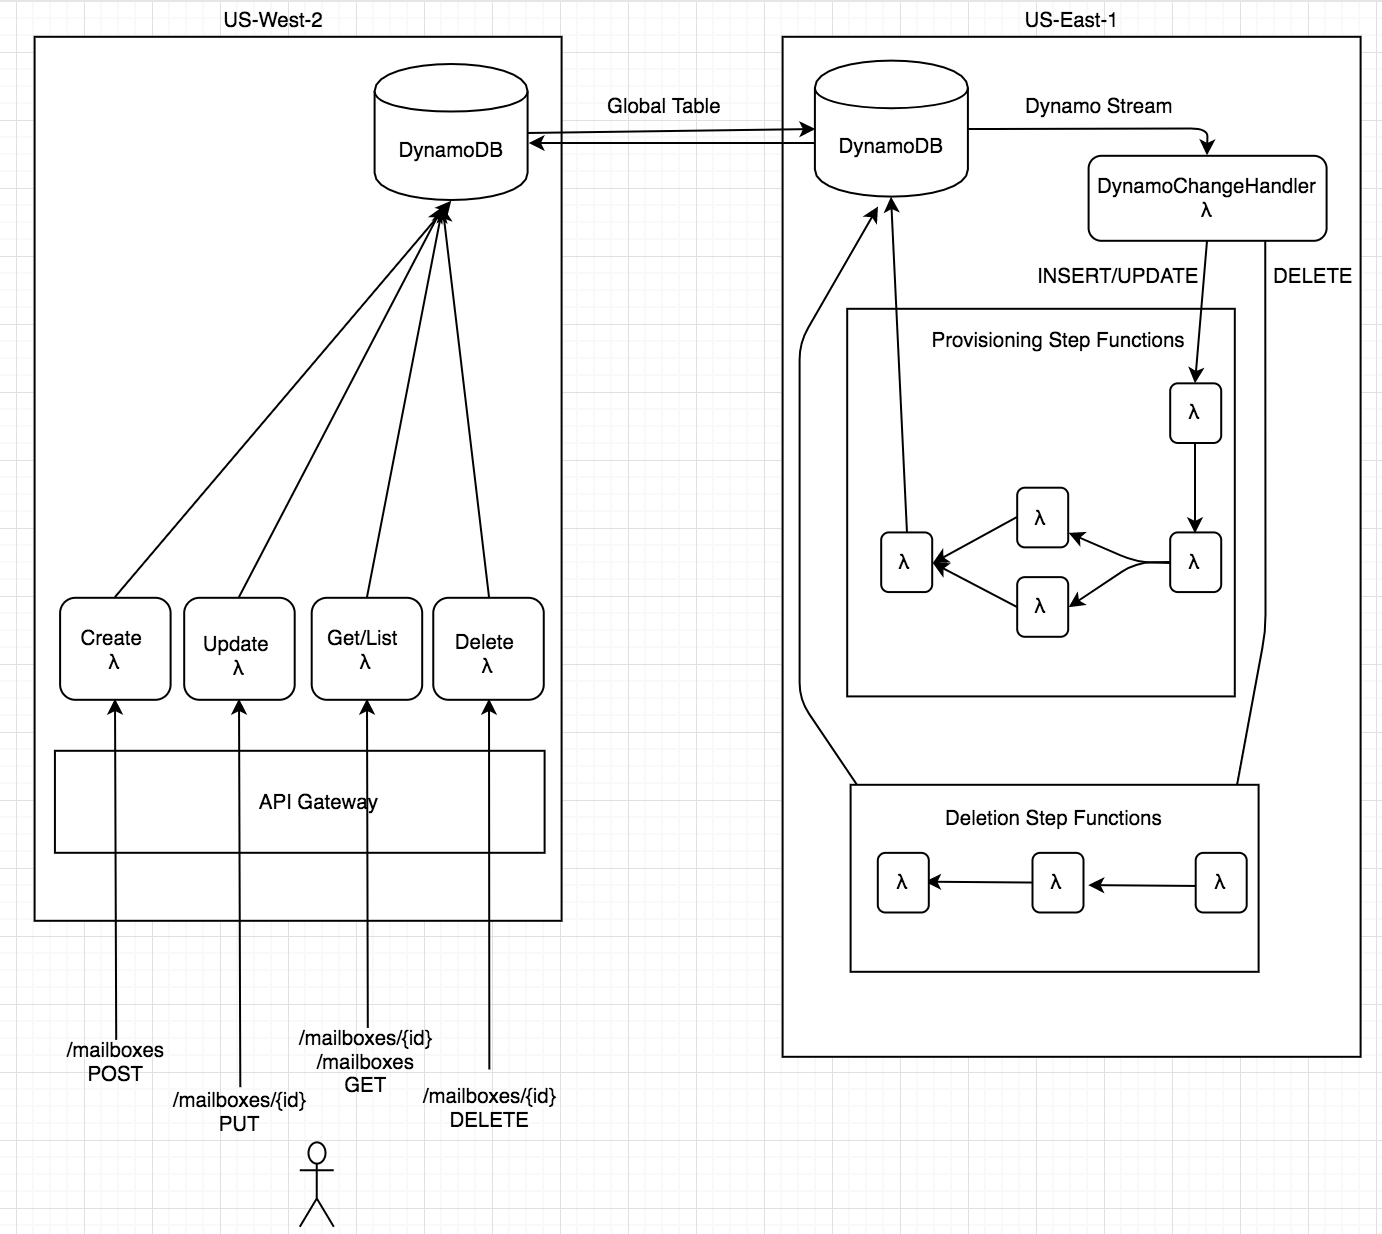 US-West-2
US-East-1
DynamoDB
Global Table
DynamoDB
Dynamo Stream
DynamoChangeHandler
λ
INSERT/UPDATE
DELETE
Provisioning Step Functions
λ
λ
λ
λ
λ
Create
λ
Update
λ
Get/List
λ
Delete
λ
API Gateway
Deletion Step Functions
λ
λ
λ
/mailboxes
POST
/mailboxes/{id}
PUT
/mailboxes/{id}
/mailboxes
GET
/mailboxes/{id}
DELETE